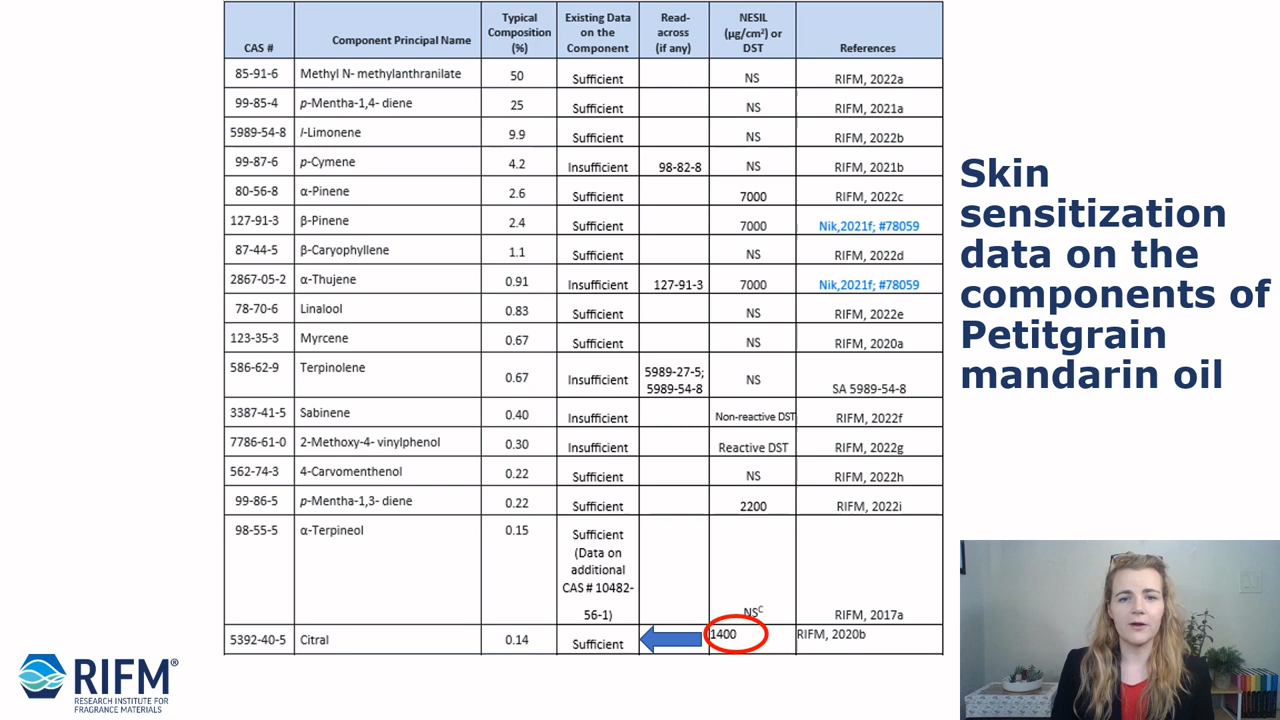 CAS # Component Principal Name Typical Composition (%) Existing Data on the Component Read-across (if any) NESIL (µg/cm²) or DST References
85-91-6 Methyl N- methylanthranilate 50 Sufficient NS RIFM, 2022a
99-85-4 p-Mentha-1,4- diene 25 Sufficient NS RIFM, 2021a
5989-54-8 l-Limonene 9.9 Sufficient NS RIFM, 2022b
99-87-6 p-Cymene 4.2 Insufficient 98-82-8 NS RIFM, 2021b
80-56-8 α-Pinene 2.6 Sufficient 7000 RIFM, 2022c
127-91-3 β-Pinene 2.4 Sufficient 7000 Nik,2021f; #78059
87-44-5 β-Caryophyllene 1.1 Sufficient NS RIFM, 2022d
2867-05-2 α-Thujene 0.91 Insufficient 127-91-3 7000 Nik,2021f; #78059
78-70-6 Linalool 0.83 Sufficient NS RIFM, 2022e
123-35-3 Myrcene 0.67 Sufficient NS RIFM, 2020a
586-62-9 Terpinolene 0.67 Insufficient 5989-27-5; 5989-54-8 NS SA 5989-54-8
3387-41-5 Sabinene 0.40 Insufficient Non-reactive DST RIFM, 2022f
7786-61-0 2-Methoxy-4- vinylphenol 0.30 Insufficient Reactive DST RIFM, 2022g
562-74-3 4-Carvomenthenol 0.22 Sufficient NS RIFM, 2022h
99-86-5 p-Mentha-1,3- diene 0.22 Sufficient 2200 RIFM, 2022i
98-55-5 α-Terpineol 0.15 Sufficient (Data on additional CAS # 10482-56-1) NSᶜ RIFM, 2017a
5392-40-5 Citral 0.14 Sufficient 1400 RIFM, 2020b
Skin
sensitization
data on the
components of
Petitgrain
mandarin oil
RIFM®
RESEARCH INSTITUTE FOR
FRAGRANCE MATERIALS